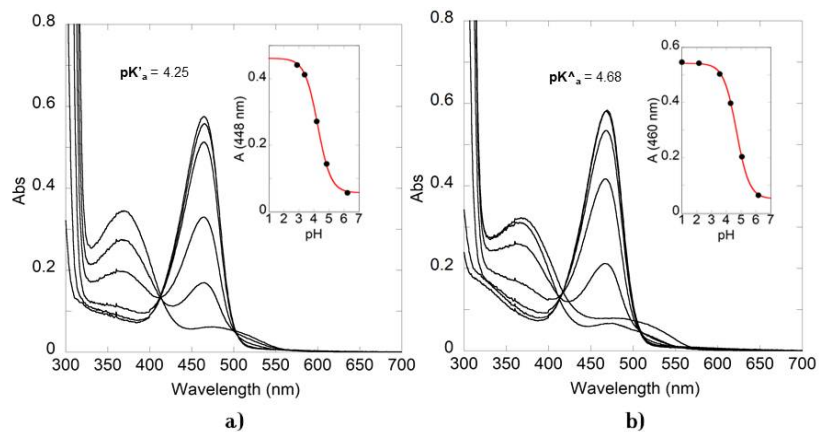 0.8
0.6
0.4
0.2
0
Abs
300 350 400 450 500 550 600 650 700
Wavelength (nm)
pK'a = 4.25
0.4
0.2
0
A (448 nm)
1 2 3 4 5 6 7
pH
a)
0.8
0.6
0.4
0.2
0
Abs
300 350 400 450 500 550 600 650 700
Wavelength (nm)
pK^a = 4.68
0.6
0.4
0.2
0
A (460 nm)
1 2 3 4 5 6 7
pH
b)